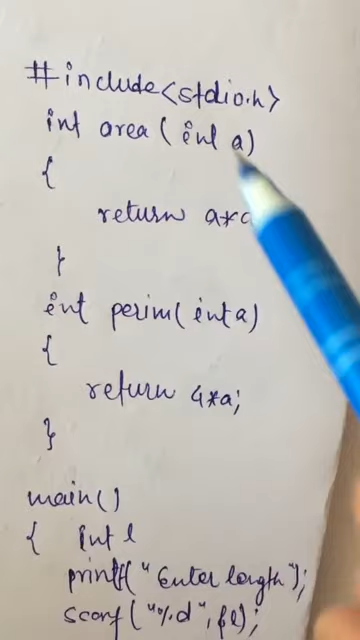 #include<stdio.h>
int area (int a)
{
return a*a
}
int perim(int a)
{
return 4*a;
}
main()
{ int l
printf("Enter length");
scanf("%d",&l);